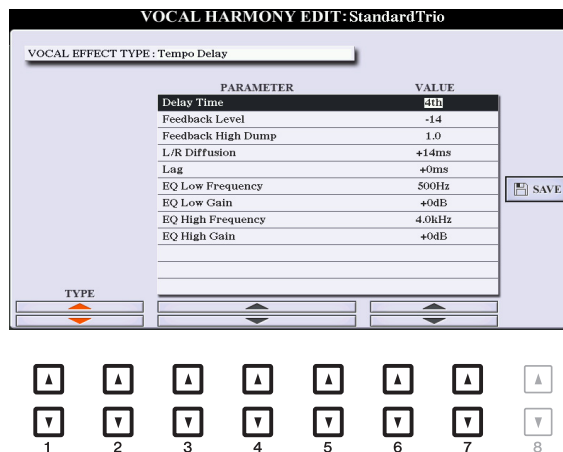 VOCAL HARMONY EDIT: StandardTrio
VOCAL EFFECT TYPE : Tempo Delay
PARAMETER VALUE
Delay Time 4th
Feedback Level -14
Feedback High Dump 1.0
L/R Diffusion +14ms
Lag +0ms
EQ Low Frequency 500Hz
EQ Low Gain +0dB
EQ High Frequency 4.0kHz
EQ High Gain +0dB
SAVE
TYPE
1 2 3 4 5 6 7 8